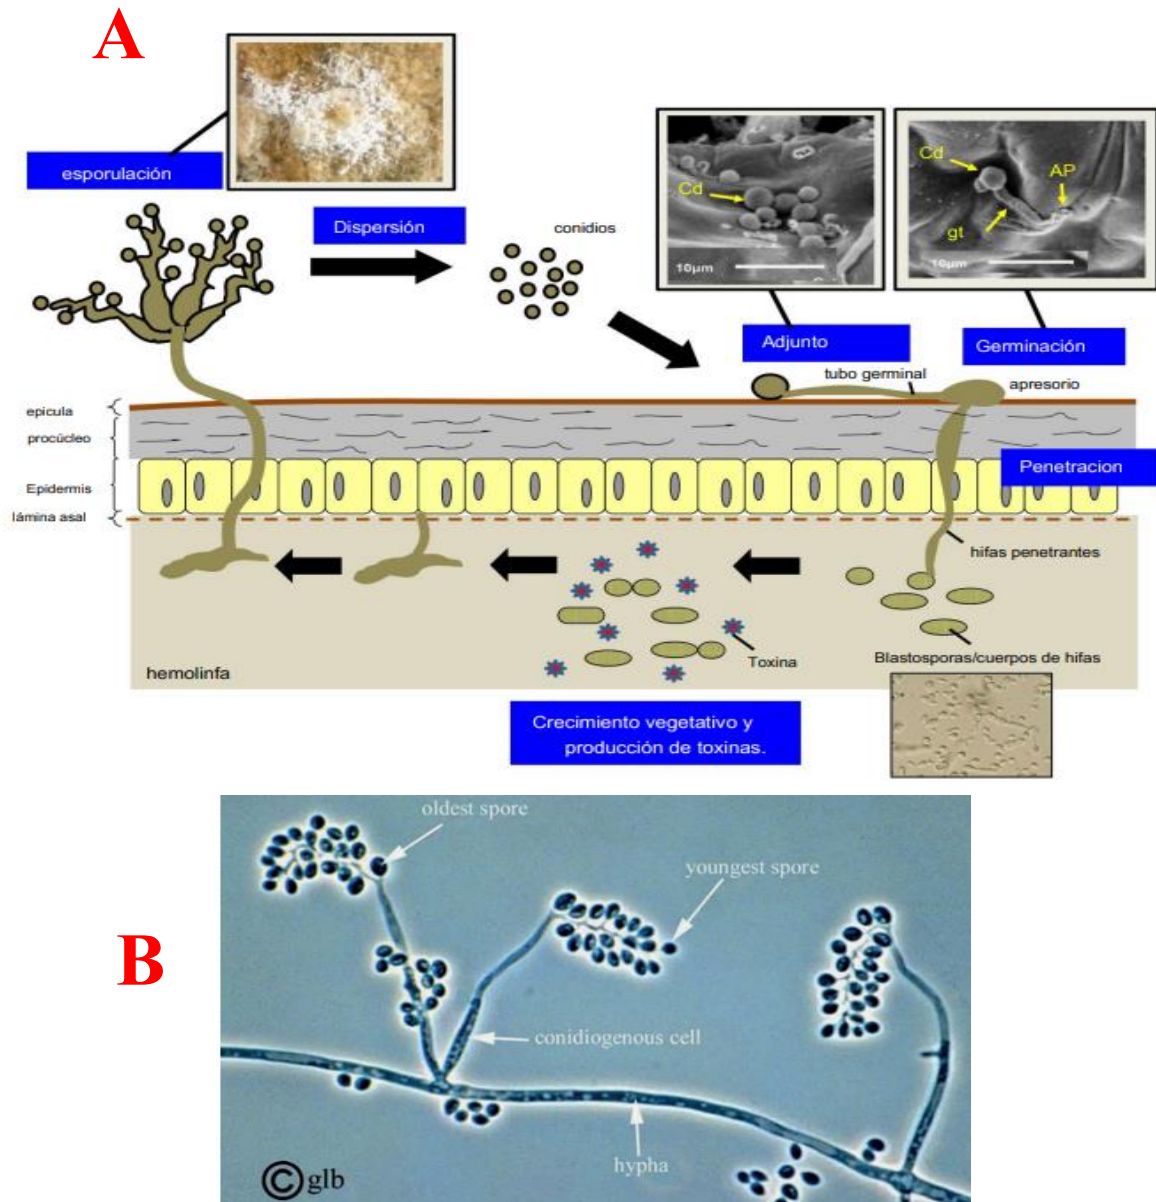 A
esporulación
Dispersión
conidios
Cd
10µm
Cd
AP
gt
10µm
Adjunto
Germinación
tubo germinal
apresorio
epicula
procúcleo
Penetracion
Epidermis
lámina asal
hifas penetrantes
Toxina
Blastosporas/cuerpos de hifas
hemolinfa
Crecimiento vegetativo y
producción de toxinas.
B
oldest spore
youngest spore
conidiogenous cell
hypha
©glb